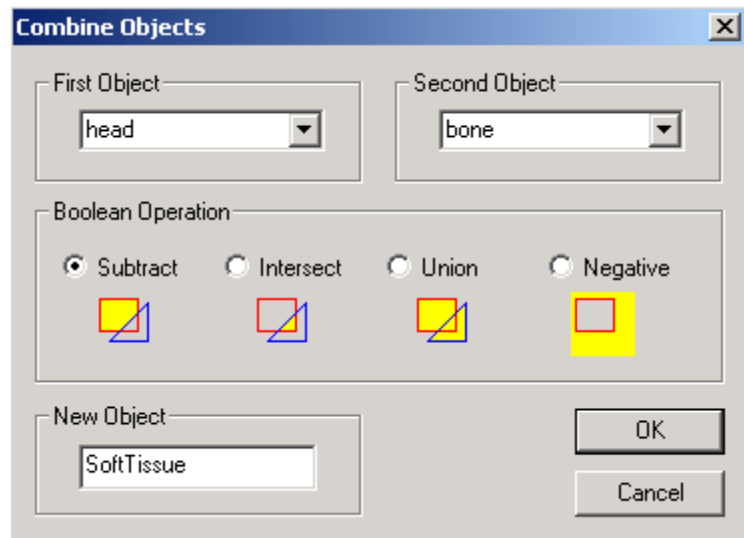 Combine Objects
First Object
head
Second Object
bone
Boolean Operation
Subtract Intersect Union Negative
New Object
SoftTissue
OK
Cancel